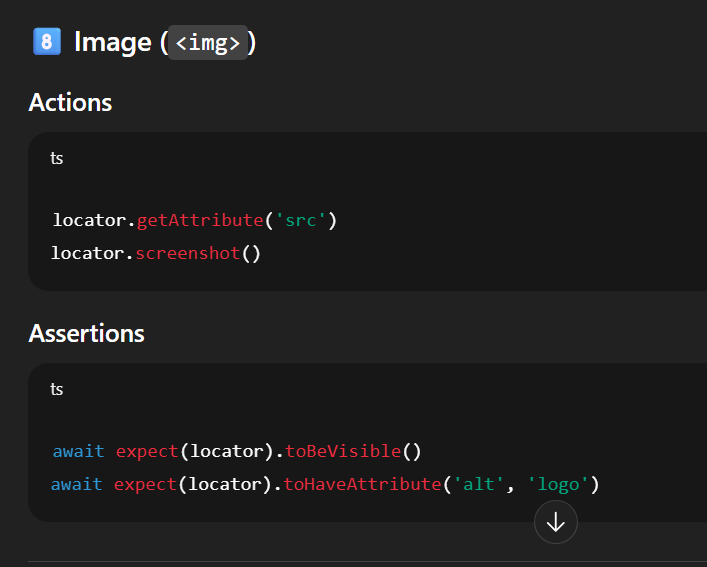 8 Image (<img>)
Actions
ts
locator.getAttribute('src')
locator.screenshot()
Assertions
ts
await expect(locator).toBeVisible()
await expect(locator).toHaveAttribute('alt', 'logo')